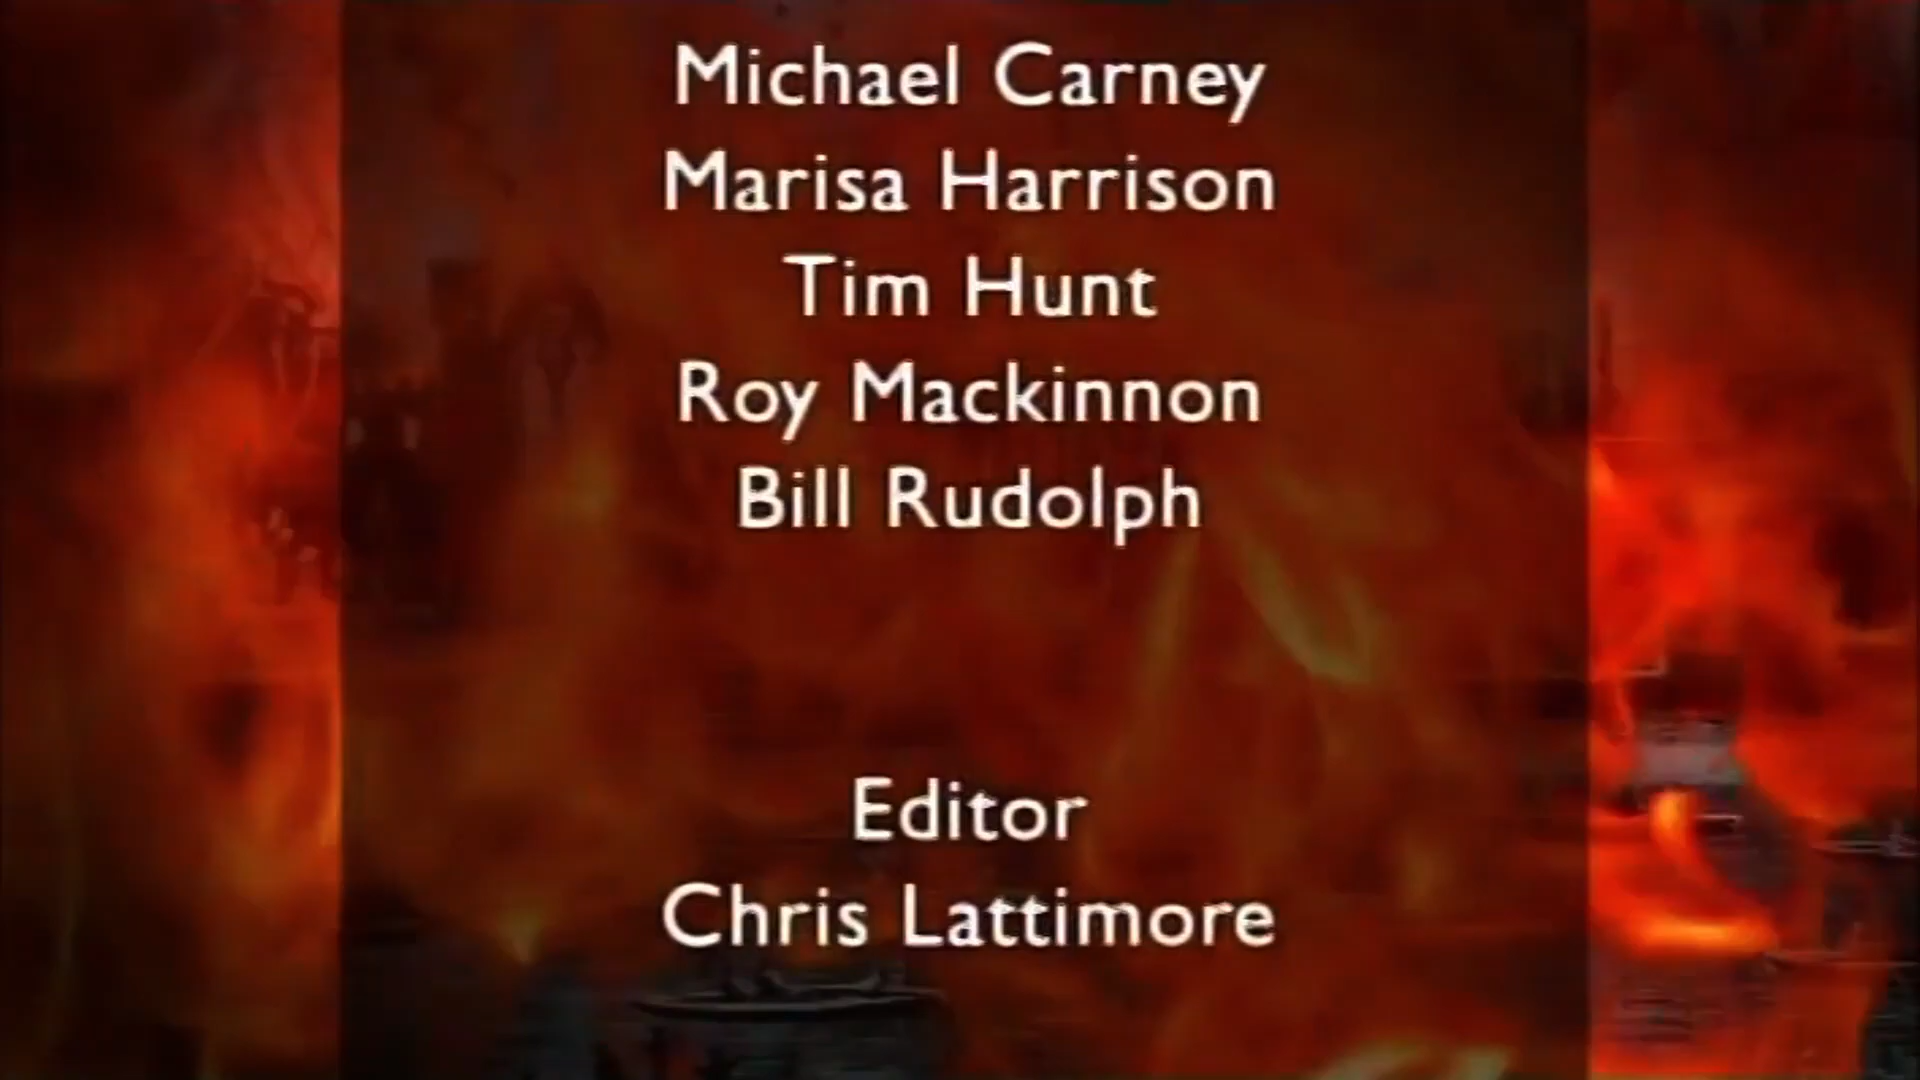 Michael Carney
Marisa Harrison
Tim Hunt
Roy Mackinnon
Bill Rudolph
Editor
Chris Lattimore